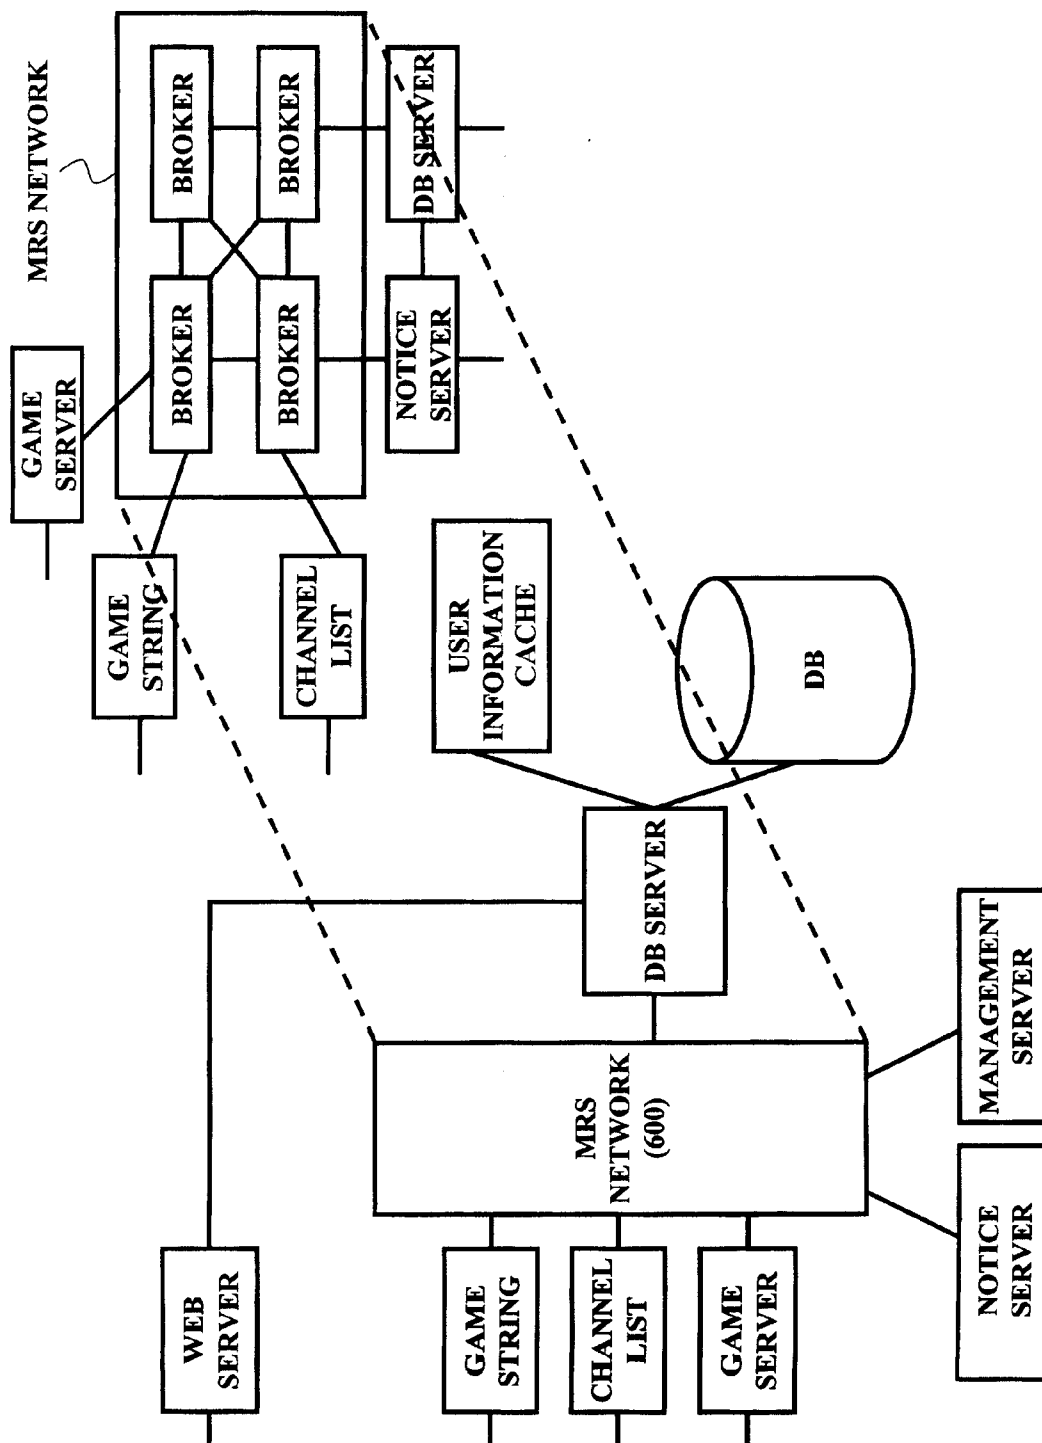 MRS NETWORK
GAME
SERVER
BROKER
BROKER
BROKER
BROKER
GAME
STRING
CHANNEL
LIST
NOTICE
SERVER
DB SERVER
WEB
SERVER
GAME
STRING
CHANNEL
LIST
GAME
SERVER
MRS
NETWORK
(600)
DB SERVER
USER
INFORMATION
CACHE
DB
NOTICE
SERVER
MANAGEMENT
SERVER